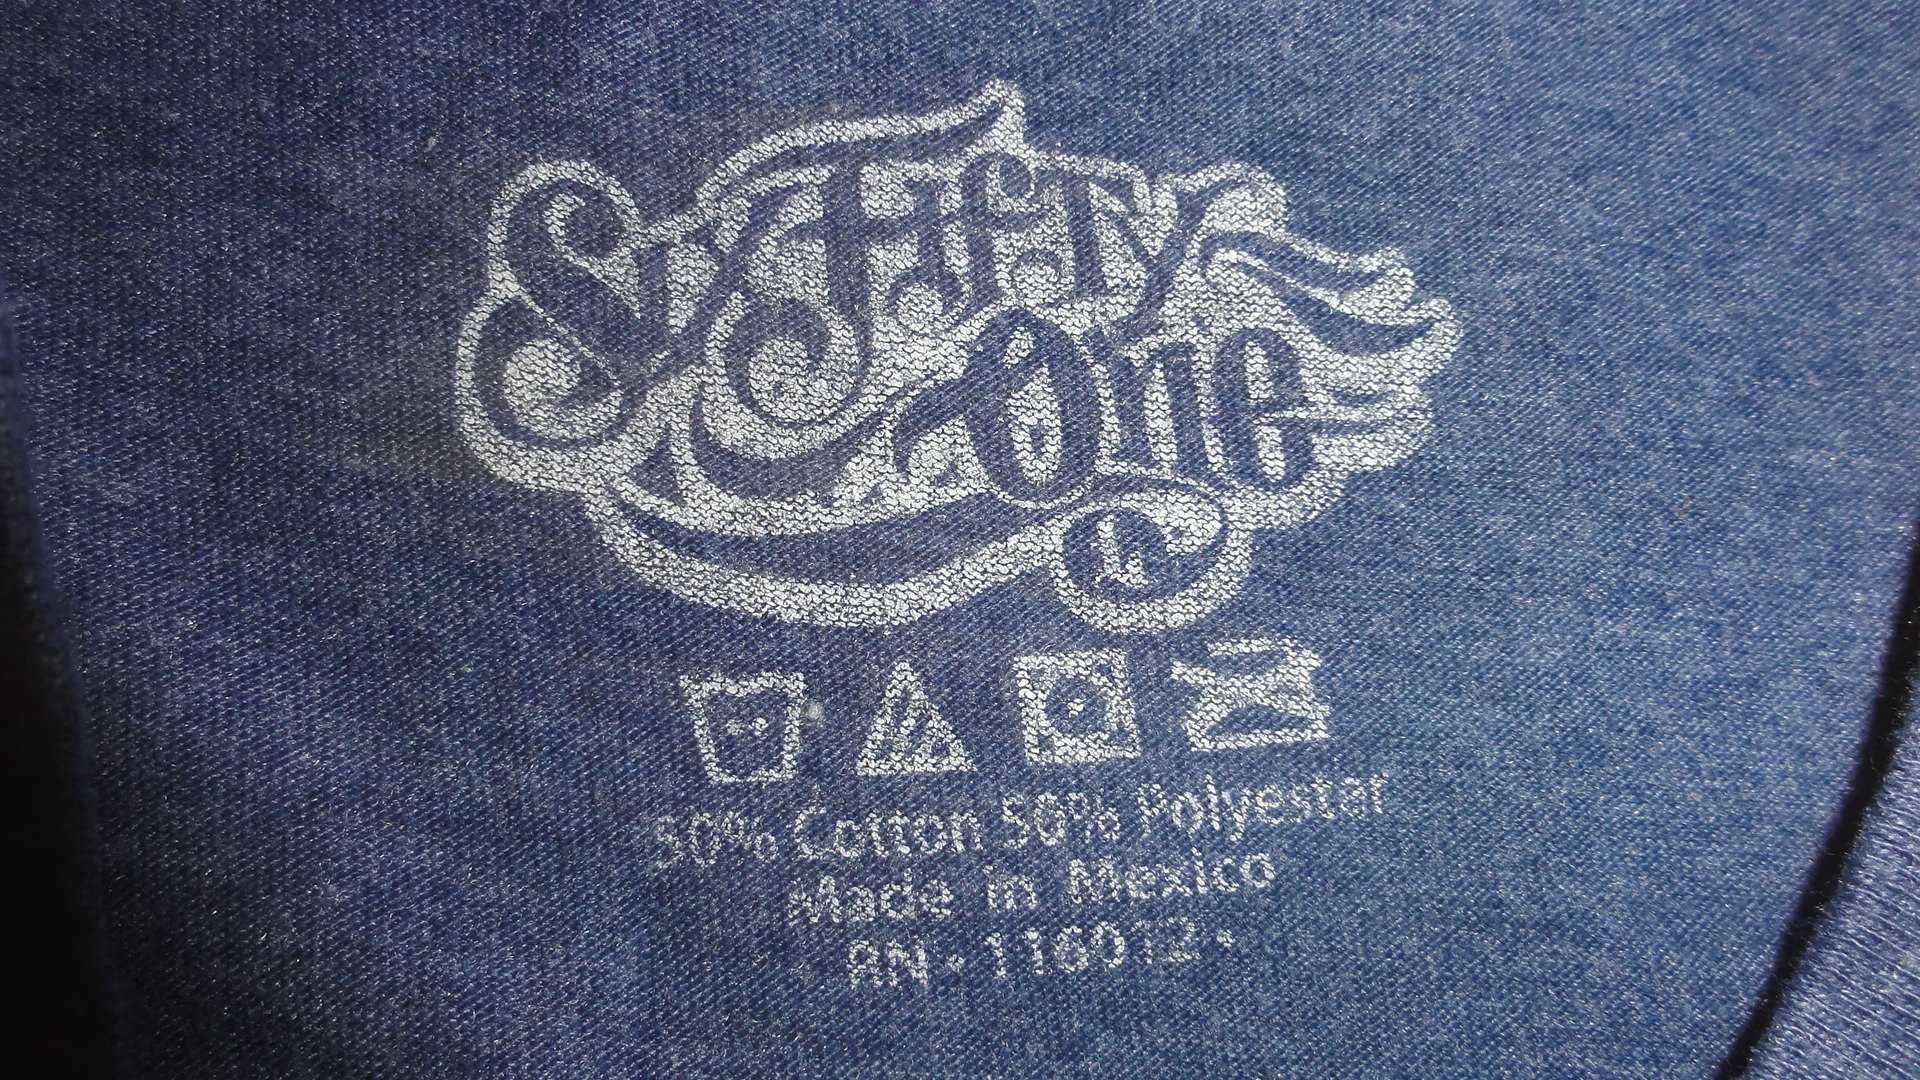 Sixty
One
50% Cotton 50% Polyester
Made in Mexico
RN - 116012